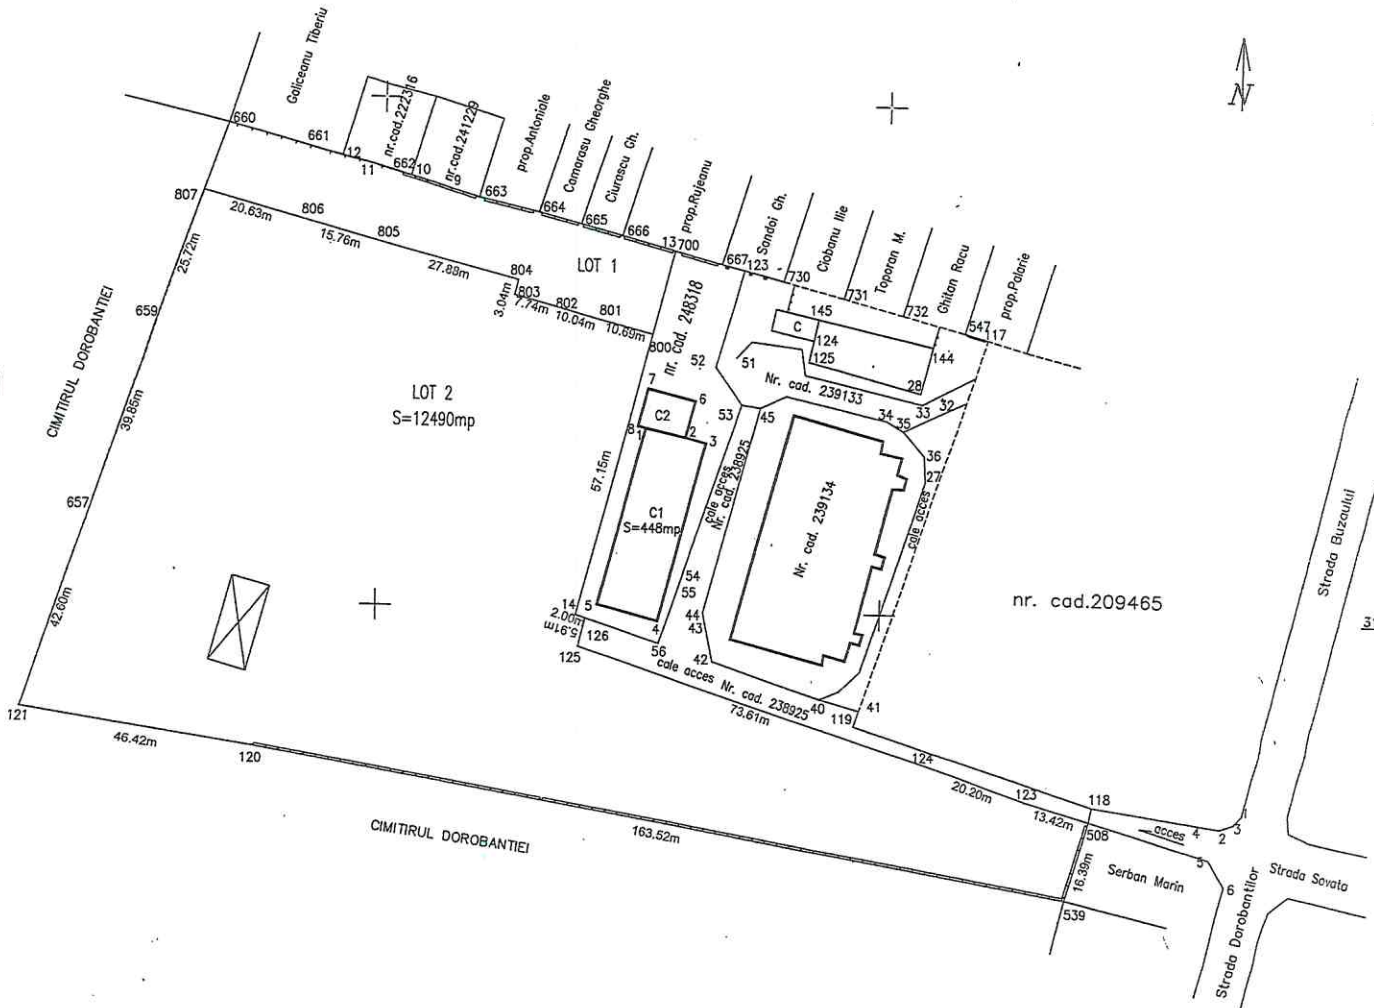 N
Galiceanu Tiberiu
nr.cad.222316
nr.cad.241229
prop.Antoniale
Camarasu Gheorghe
Ciurascu Gh.
prop.Rujeanu
Sandoi Gh.
Ciobanu Ilie
Toporan M.
Ghitan Racu
prop.Palarie
660
661
12
11
662
10
9
663
664
665
666
13
700
667
123
730
731
732
547
117
807
20.63m
806
15.76m
805
27.88m
804
3.04m
803
7.74m
802
10.04m
801
10.69m
800
LOT 1
nr. cad. 248318
25.72m
659
CIMITIRUL DOROBANTIEI
39.85m
657
42.60m
LOT 2
S=12490mp
57.15m
52
51
53
45
C
145
124
125
144
28
Nr. cad. 239133
33
32
34
35
36
27
7
C2
6
8
1
2
3
C1
S=448mp
cale acces
Nr. cad. 238925
Nr. cad. 239134
cale acces
nr. cad.209465
Strada Buzaului
31
54
55
44
43
42
14
5
4
56
2.00m
5.91m
126
125
cale acces Nr. cad. 238925
73.61m
40
41
119
124
20.20m
123
13.42m
118
508
acces
4
2
3
1
5
6
16.39m
Serban Marin
539
Strada Sovata
Strada Dorobantilor
121
46.42m
120
163.52m
CIMITIRUL DOROBANTIEI